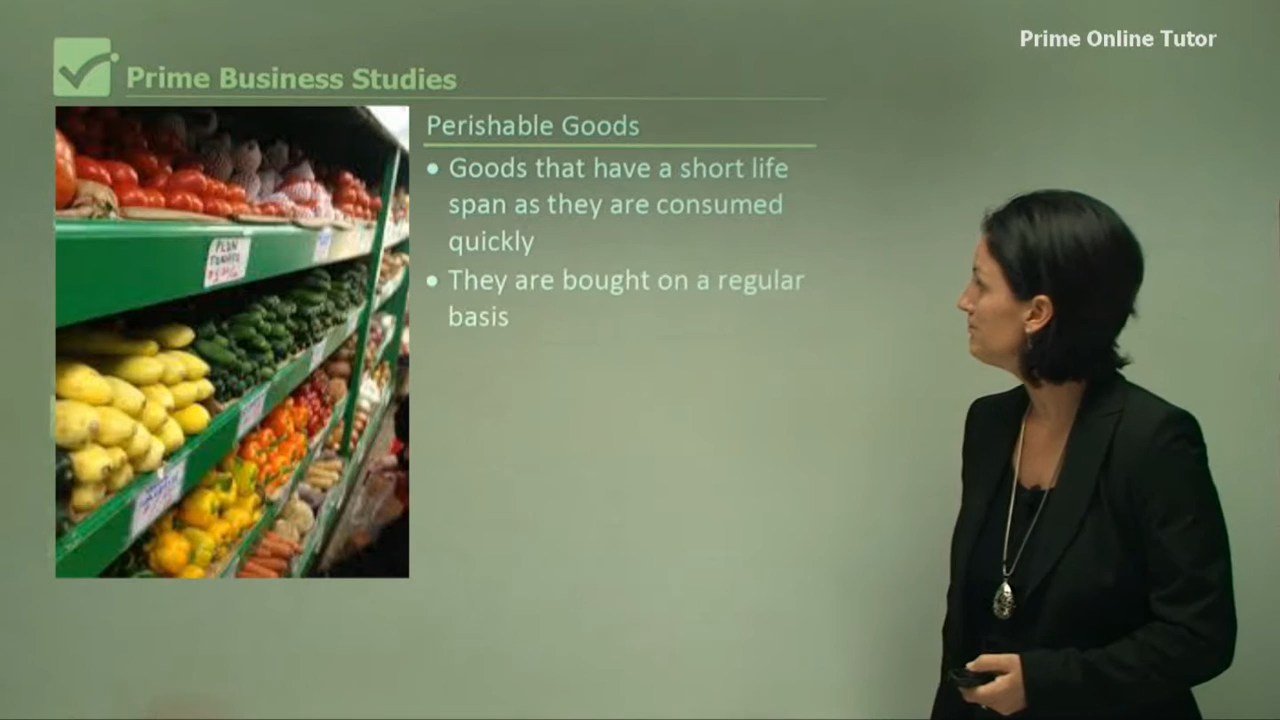 Prime Online Tutor
Prime Business Studies
Perishable Goods
• Goods that have a short life
span as they are consumed
quickly
• They are bought on a regular
basis
PLUM